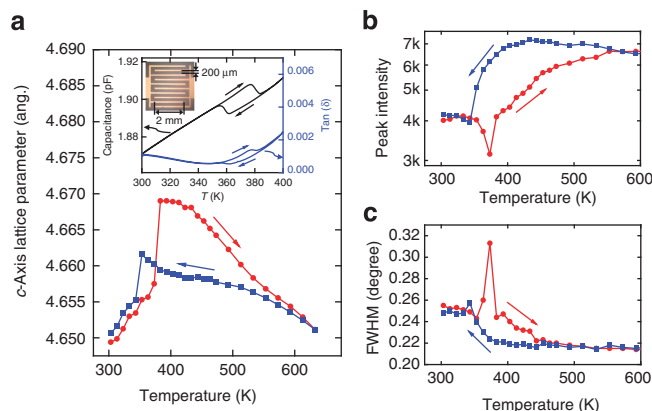 a
4.690
4.685
4.680
4.675
4.670
4.665
4.660
4.655
4.650
c-Axis lattice parameter (ang.)
300 400 500 600
Temperature (K)
1.92
1.90
1.88
Capacitance (pF)
200 µm
2 mm
0.006
0.004
0.002
0.000
Tan (δ)
300 320 340 360 380 400
T (K)
b
7k
6k
5k
4k
3k
Peak intensity
300 400 500 600
Temperature (K)
c
0.32
0.30
0.28
0.26
0.24
0.22
0.20
FWHM (degree)
300 400 500 600
Temperature (K)